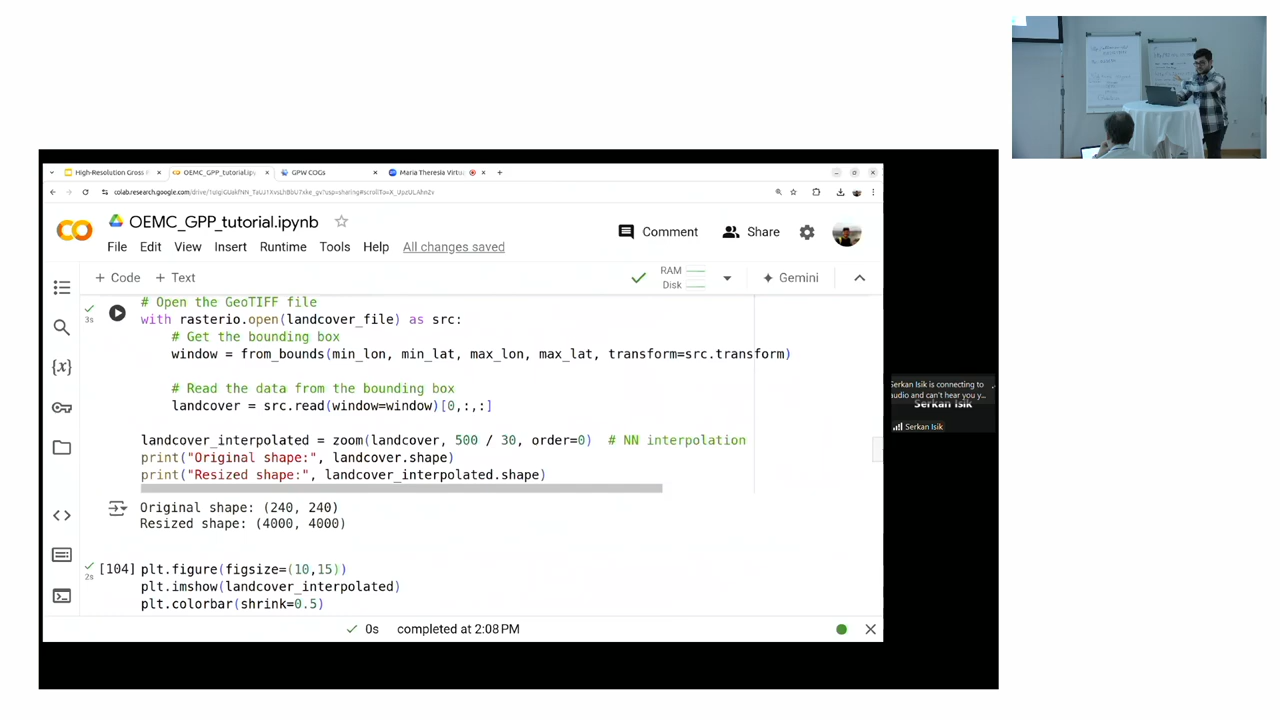 High-Resolution Gross P
OEMC_GPP_tutorial.ipy
GPW COGs
Maria Theresia Virtu
OEMC_GPP_tutorial.ipynb
Comment
Share
File Edit View Insert Runtime Tools Help All changes saved
+ Code + Text
RAM
Disk
Gemini
# Open the GeoTIFF file
3s
with rasterio.open(landcover_file) as src:
# Get the bounding box
window = from_bounds(min_lon, min_lat, max_lon, max_lat, transform=src.transform)
# Read the data from the bounding box
landcover = src.read(window=window)[0,:,:]
landcover_interpolated = zoom(landcover, 500 / 30, order=0) # NN interpolation
print("Original shape:", landcover.shape)
print("Resized shape:", landcover_interpolated.shape)
Original shape: (240, 240)
Resized shape: (4000, 4000)
[104] plt.figure(figsize=(10,15))
2s
plt.imshow(landcover_interpolated)
plt.colorbar(shrink=0.5)
0s completed at 2:08 PM
Serkan Isik is connecting to
audio and can't hear you y...
Serkan Isik
Serkan Isik